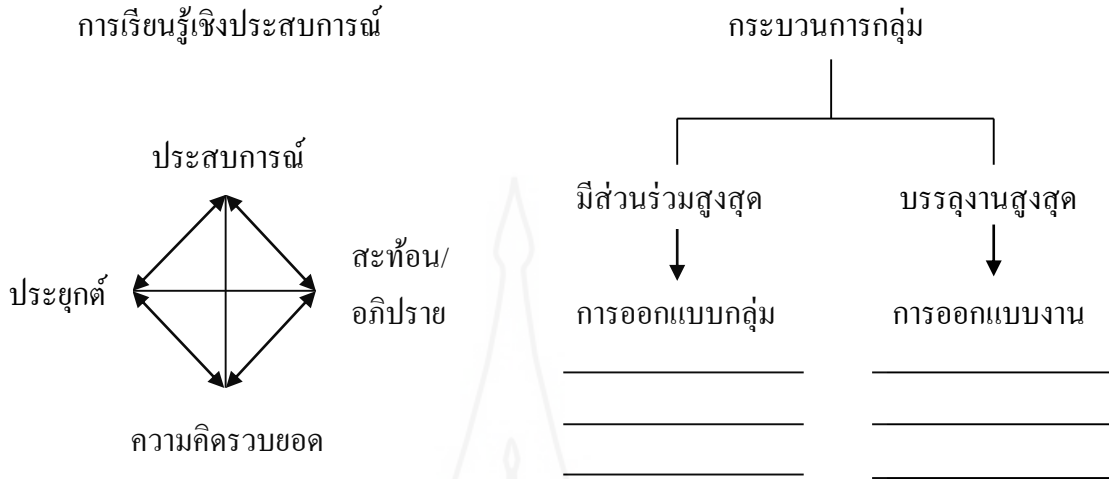 การเรียนรู้เชิงประสบการณ์
ประสบการณ์
ประยุกต์
สะท้อน/
อภิปราย
ความคิดรวบยอด
กระบวนการกลุ่ม
มีส่วนร่วมสูงสุด
บรรลุงานสูงสุด
การออกแบบกลุ่ม
การออกแบบงาน